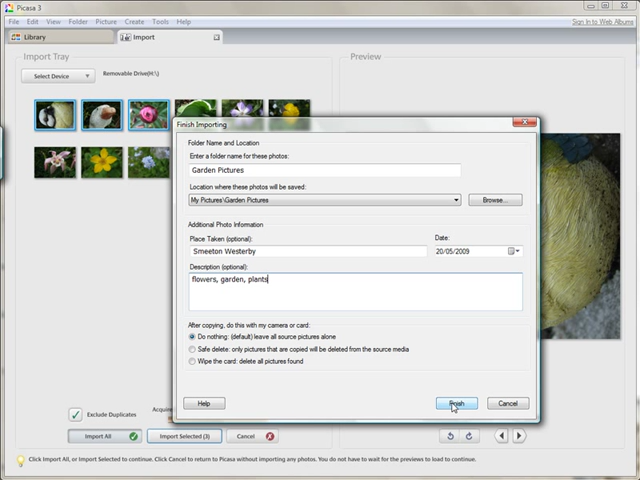 Picasa 3
File Edit View Folder Picture Create Tools Help
Sign In to Web Albums
Library
Import
Import Tray
Preview
Select Device
Removable Drive(H:\)
Finish Importing
Folder Name and Location
Enter a folder name for these photos:
Garden Pictures
Location where these photos will be saved:
My Pictures\Garden Pictures
Browse...
Additional Photo Information
Place Taken (optional):
Date:
Smeeton Westerby
20/05/2009
Description (optional):
flowers, garden, plants
After copying, do this with my camera or card:
Do nothing: (default) leave all source pictures alone
Safe delete: only pictures that are copied will be deleted from the source media
Wipe the card: delete all pictures found
Help
Finish
Cancel
Exclude Duplicates
Import All
Import Selected (3)
Cancel
Click Import All, or Import Selected to continue. Click Cancel to return to Picasa without importing any photos. You do not have to wait for the previews to load to continue.